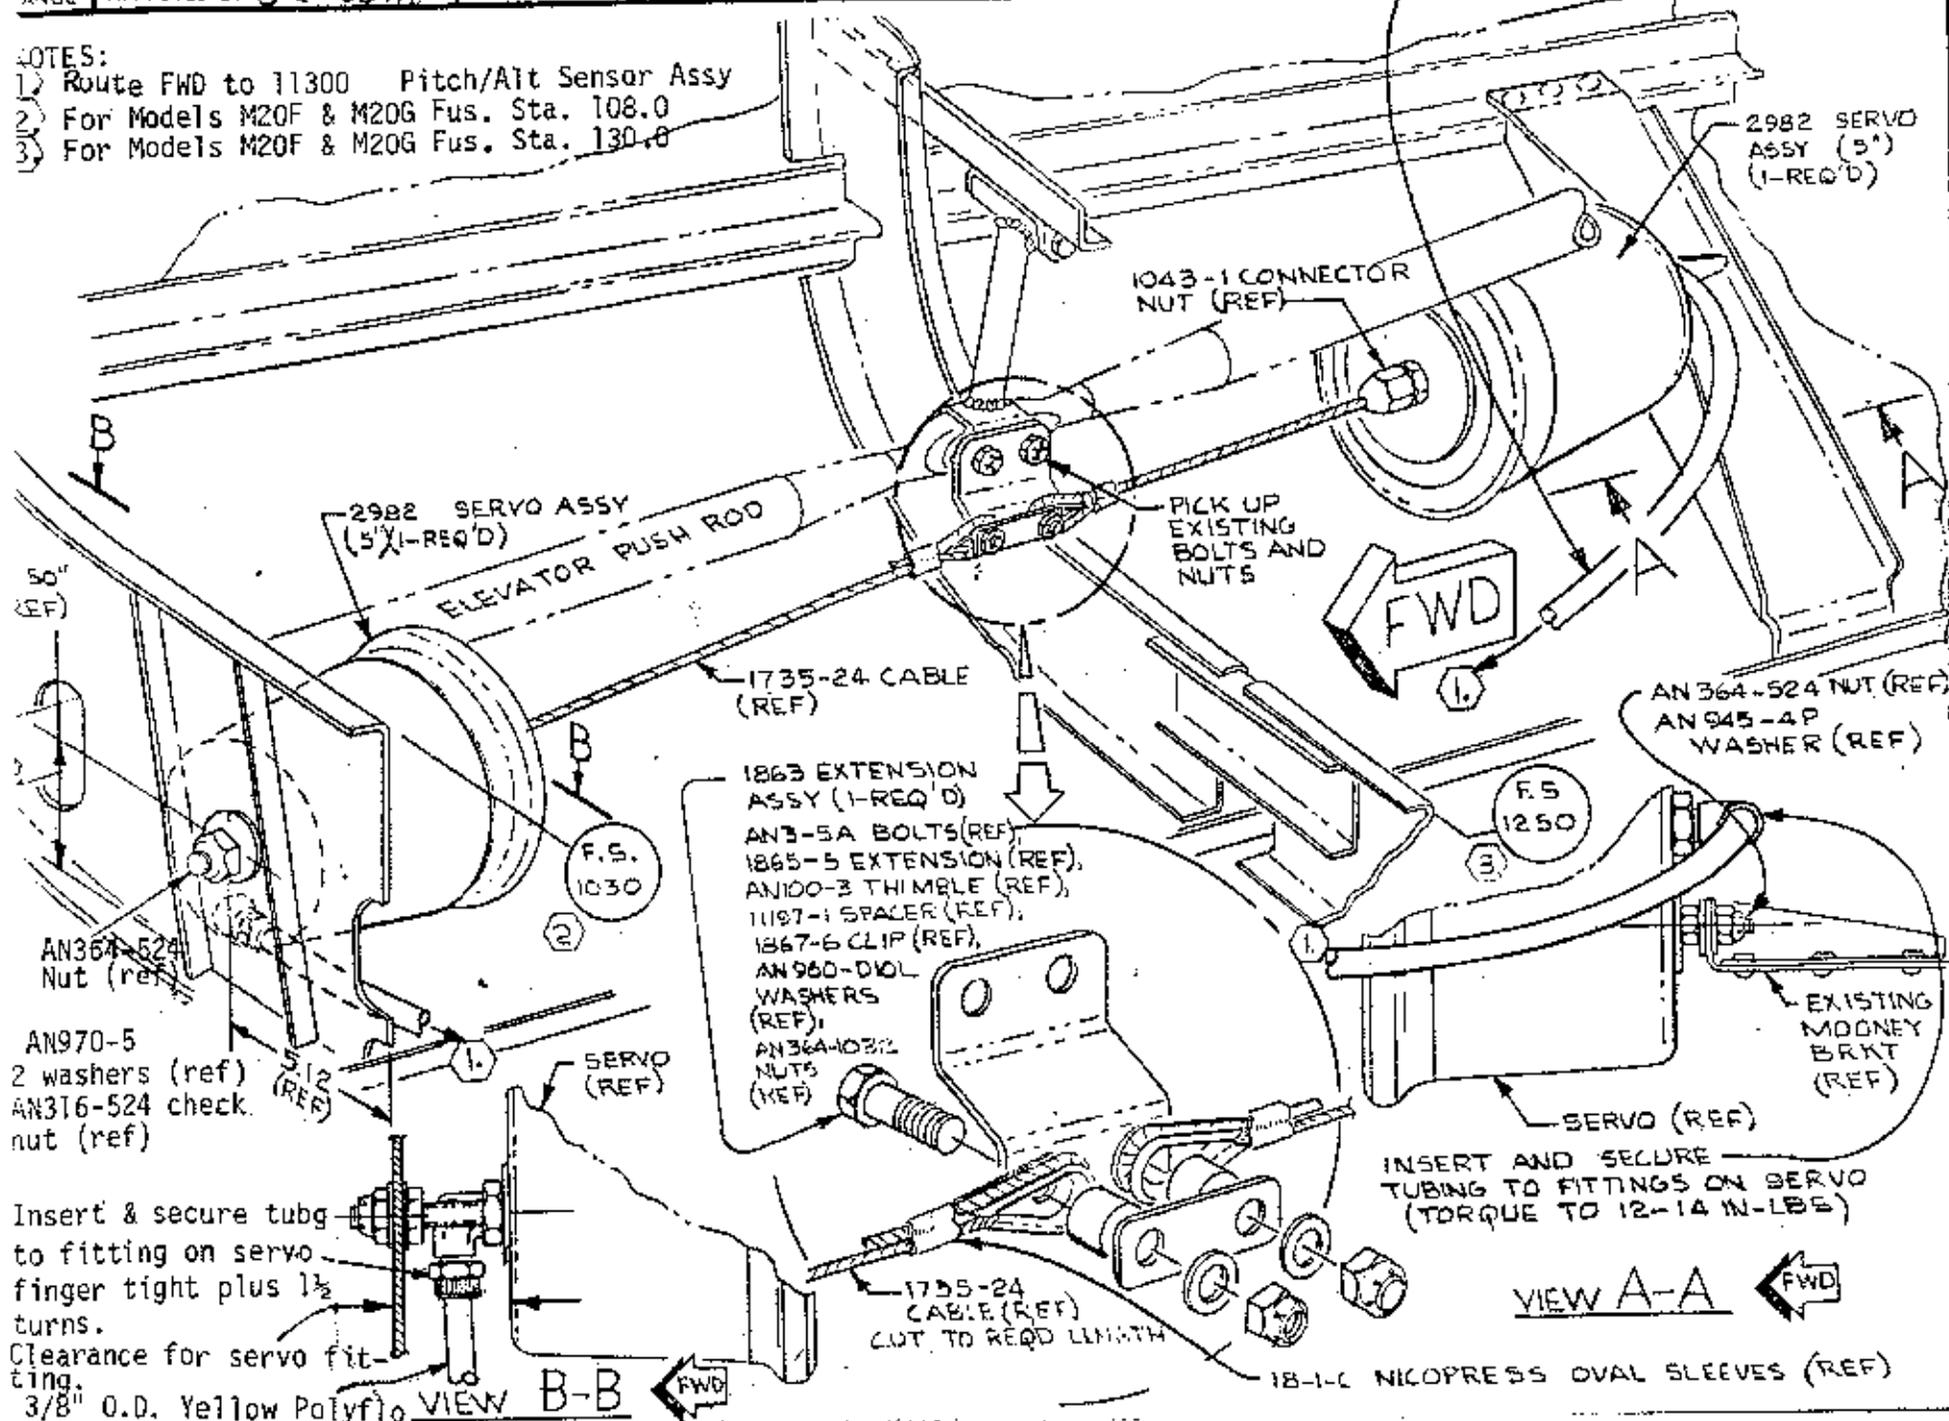 NOTES:
1) Route FWD to 11300 Pitch/Alt Sensor Assy
2) For Models M20F & M20G Fus. Sta. 108.0
3) For Models M20F & M20G Fus. Sta. 130.0
2982 SERVO
ASSY (5")
(1-REQ'D)
1043-1 CONNECTOR
NUT (REF)
B
2982 SERVO ASSY
(5")(1-REQ'D)
ELEVATOR PUSH ROD
PICK UP
EXISTING
BOLTS AND
NUTS
A
A
FWD
1.
50"
(REF)
1735-24 CABLE
(REF)
B
AN364-524 NUT (REF)
AN945-4P
WASHER (REF)
F.S
1250
3
F.S.
1030
2
1863 EXTENSION
ASSY (1-REQ'D)
AN3-5A BOLTS (REF)
1865-5 EXTENSION (REF),
AN100-3 THIMBLE (REF),
11197-1 SPACER (REF),
1867-6 CLIP (REF),
AN960-D10L
WASHERS
(REF),
AN364-1032
NUTS
(REF)
1.
AN364-524
Nut (ref)
AN970-5
2 washers (ref)
AN316-524 check
nut (ref)
5.12
(REF)
1.
SERVO
(REF)
EXISTING
MOONEY
BRKT
(REF)
SERVO (REF)
INSERT AND SECURE
TUBING TO FITTINGS ON SERVO
(TORQUE TO 12-14 IN-LBS)
VIEW A-A
FWD
Insert & secure tubg
to fitting on servo
finger tight plus 1½
turns.
Clearance for servo fit-
ting.
3/8" O.D. Yellow Polyflo
VIEW B-B
FWD
1735-24
CABLE (REF)
CUT TO REQD LENGTH
NICOPRESS OVAL SLEEVES (REF)